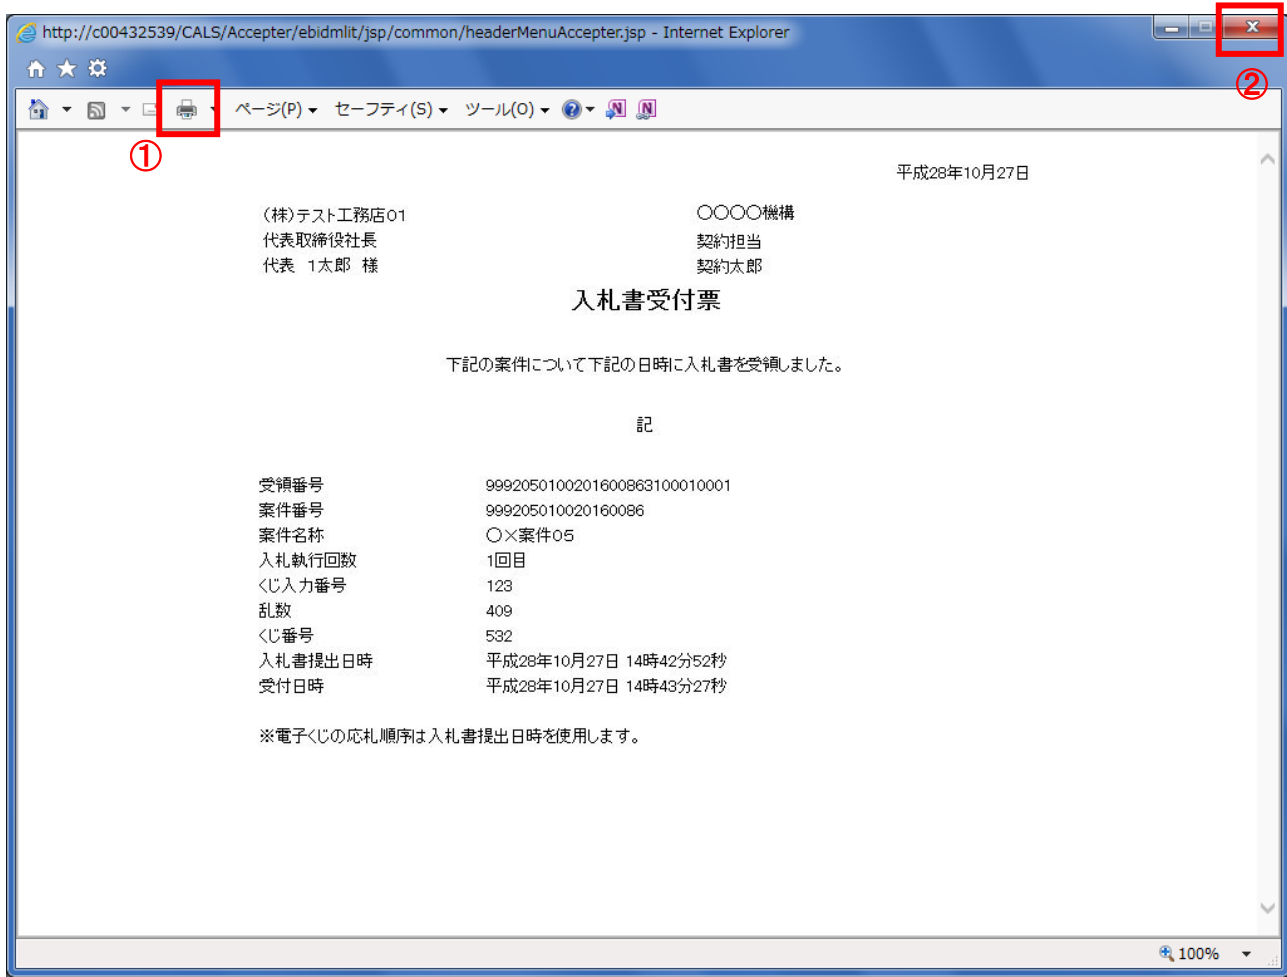 http://c00432539/CALS/Accepter/ebidmlit/jsp/common/headerMenuAccepter.jsp - Internet Explorer
②
ページ(P) セーフティ(S) ツール(O)
①
平成28年10月27日
(株)テスト工務店01 〇〇〇〇機構
代表取締役社長 契約担当
代表 1太郎 様 契約太郎
入札書受付票
下記の案件について下記の日時に入札書を受領しました。
記
受領番号 9992050100201600863100010001
案件番号 999205010020160086
案件名称 〇×案件05
入札執行回数 1回目
くじ入力番号 123
乱数 409
くじ番号 532
入札書提出日時 平成28年10月27日 14時42分52秒
受付日時 平成28年10月27日 14時43分27秒
※電子くじの応札順序は入札書提出日時を使用します。
100%